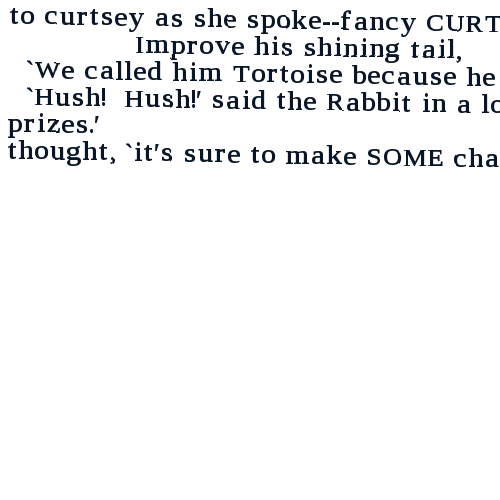 to curtsey as she spoke--fancy CURT
Improve his shining tail,
`We called him Tortoise because he
`Hush!  Hush!' said the Rabbit in a lo
prizes.'
thought, `it's sure to make SOME cha